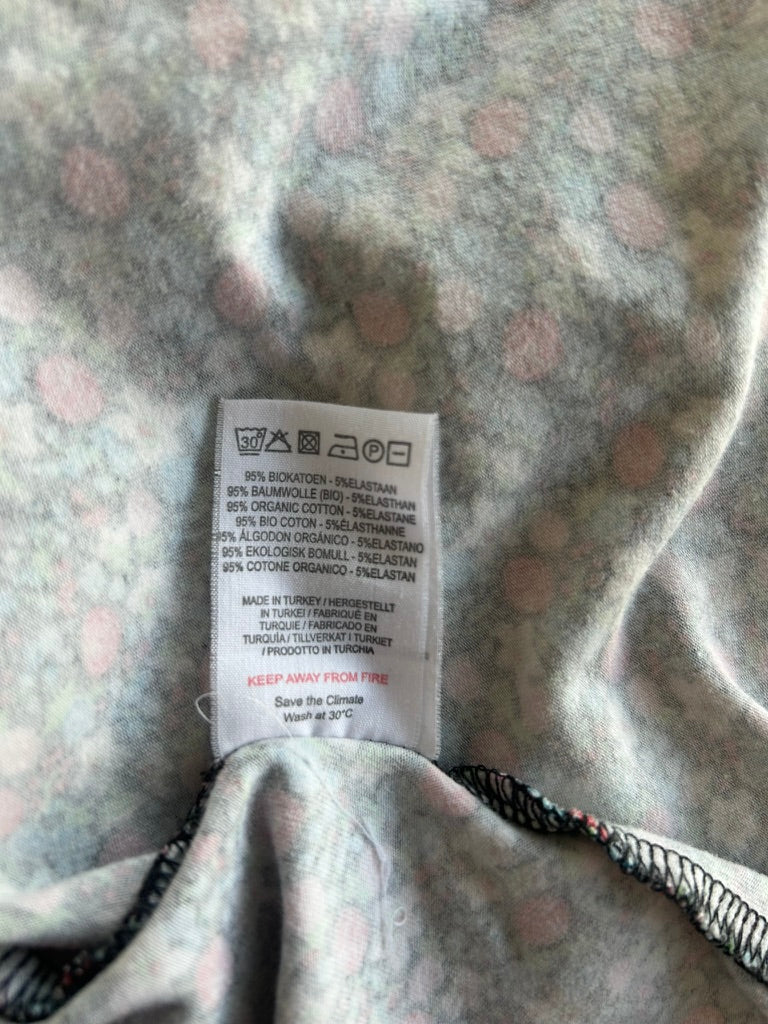 30° P
95% BIOKATOEN - 5%ELASTAAN
95% BAUMWOLLE (BIO) - 5%ELASTHAN
95% ORGANIC COTTON - 5%ELASTANE
95% BIO COTON - 5%ÉLASTHANNE
95% ÁLGODON ORGÁNICO - 5%ELASTANO
95% EKOLOGISK BOMULL - 5%ELASTAN
95% COTONE ORGANICO - 5%ELASTAN
MADE IN TURKEY / HERGESTELLT
IN TURKEI / FABRIQUÉ EN
TURQUIE / FABRICADO EN
TURQUÍA / TILLVERKAT I TURKIET
/ PRODOTTO IN TURCHIA
KEEP AWAY FROM FIRE
Save the Climate
Wash at 30°C